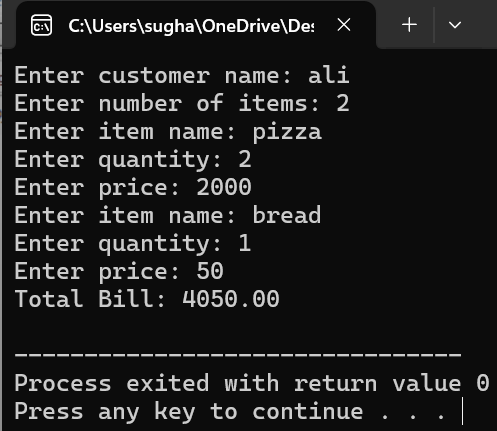 C:\Users\sugha\OneDrive\Des
Enter customer name: ali
Enter number of items: 2
Enter item name: pizza
Enter quantity: 2
Enter price: 2000
Enter item name: bread
Enter quantity: 1
Enter price: 50
Total Bill: 4050.00
--------------------------------
Process exited with return value 0
Press any key to continue . . .